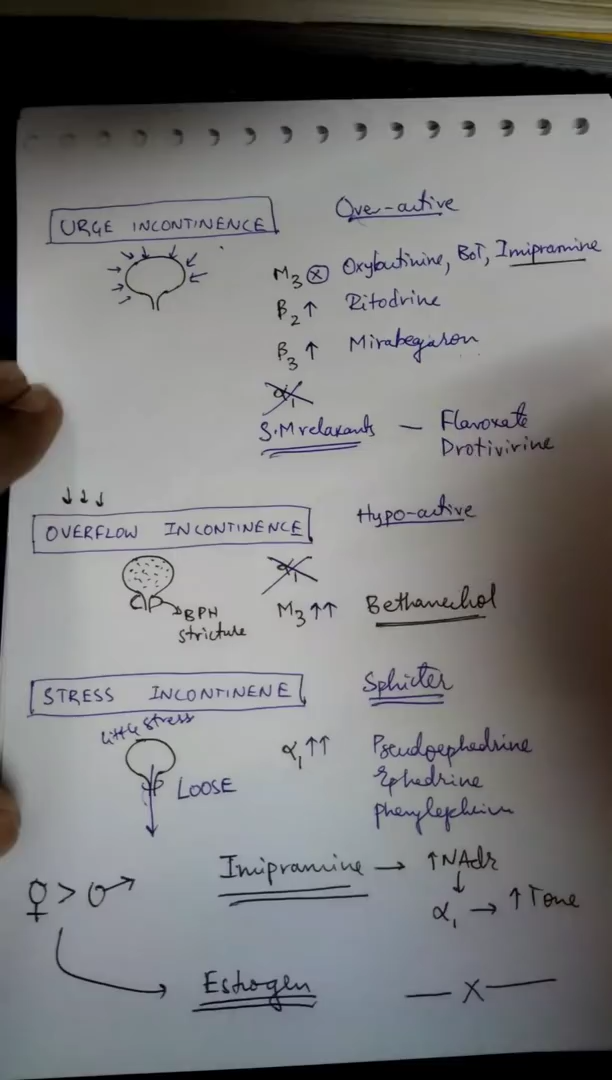 URGE INCONTINENCE
Over-active
M3 ⊗ Oxybutinine, BoT, Imipramine
β2 ↑ Ritodrine
β3 ↑ Mirabegaron
α1
S.M relaxants — Flavoxate
Drotivirine
↓ ↓ ↓
OVERFLOW INCONTINENCE
Hypo-active
α1
BPH
stricture
M3 ↑↑ Bethanechol
STRESS INCONTINENE
Sphicter
little stress
LOOSE
α1 ↑↑ Pseudoephedrine
Ephedrine
Imipramine → ↑NAdr
↓
♀ > ♂
α1 → ↑ Tone
Estrogen
— X —